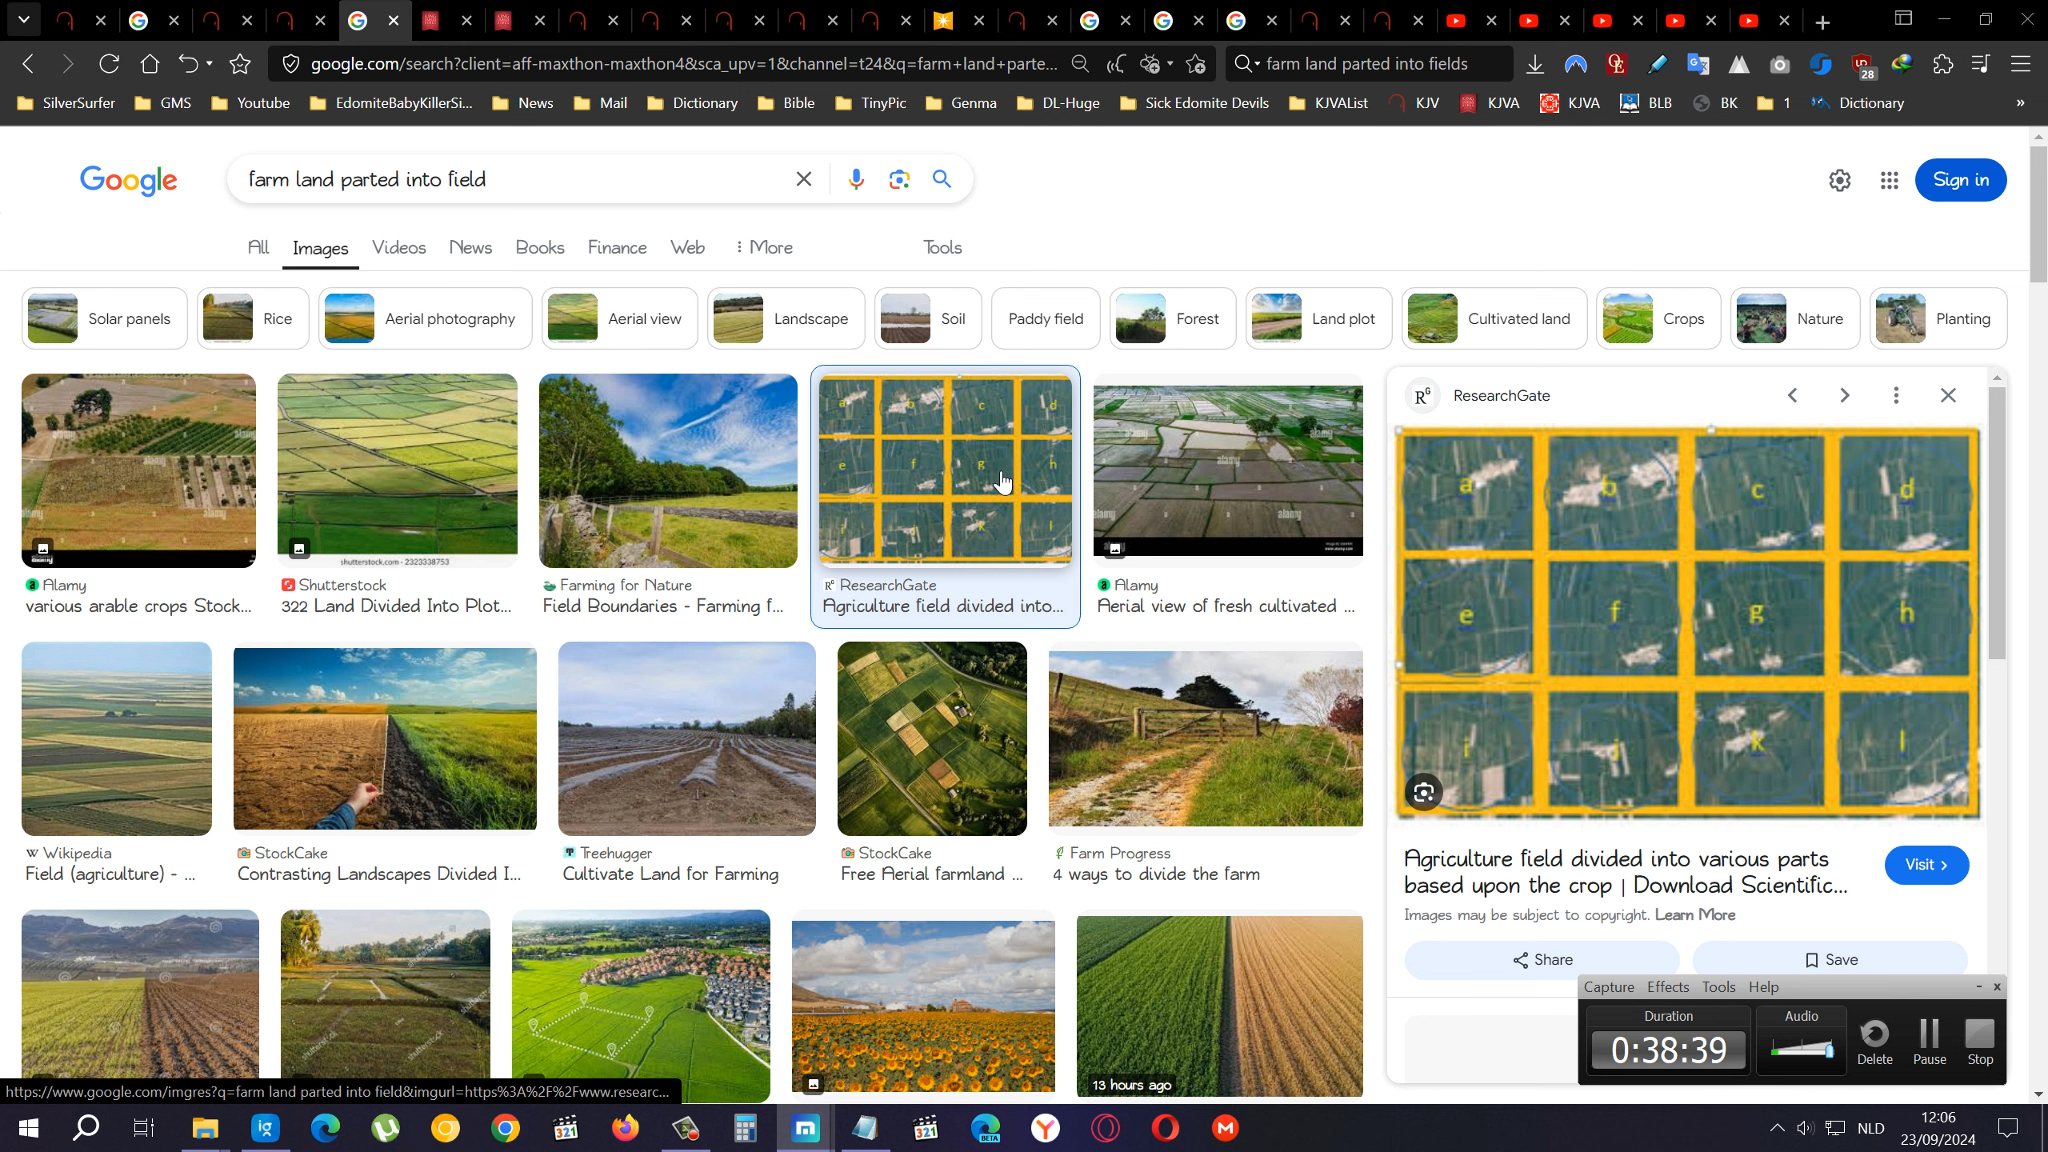 google.com/search?client=aff-maxthon-maxthon4&sca_upv=1&channel=t24&q=farm+land+parte...
farm land parted into fields
28
SilverSurfer
GMS
Youtube
EdomiteBabyKillerSi...
News
Mail
Dictionary
Bible
TinyPic
Genma
DL-Huge
Sick Edomite Devils
KJVAList
KJV
KJVA
KJVA
BLB
BK
1
Dictionary
»
Google
farm land parted into field
Sign in
All
Images
Videos
News
Books
Finance
Web
More
Tools
Solar panels
Rice
Aerial photography
Aerial view
Landscape
Soil
Paddy field
Forest
Land plot
Cultivated land
Crops
Nature
Planting
shutterstock.com - 2323338753
Alamy
various arable crops Stock...
Shutterstock
322 Land Divided Into Plot...
Farming for Nature
Field Boundaries - Farming f...
a
b
c
d
e
f
g
h
k
l
ResearchGate
Agriculture field divided into...
alamy
Alamy
Aerial view of fresh cultivated ...
Wikipedia
Field (agriculture) - ...
StockCake
Contrasting Landscapes Divided I...
Treehugger
Cultivate Land for Farming
StockCake
Free Aerial farmland ...
Farm Progress
4 ways to divide the farm
13 hours ago
ResearchGate
a
b
c
d
e
f
g
h
i
j
k
l
Agriculture field divided into various parts
based upon the crop | Download Scientific...
Visit
Images may be subject to copyright. Learn More
Share
Save
Capture Effects Tools Help
Duration
0:38:39
Audio
Delete
Pause
Stop
https://www.google.com/imgres?q=farm land parted into field&imgurl=https%3A%2F%2Fwww.researc...
NLD
12:06
23/09/2024